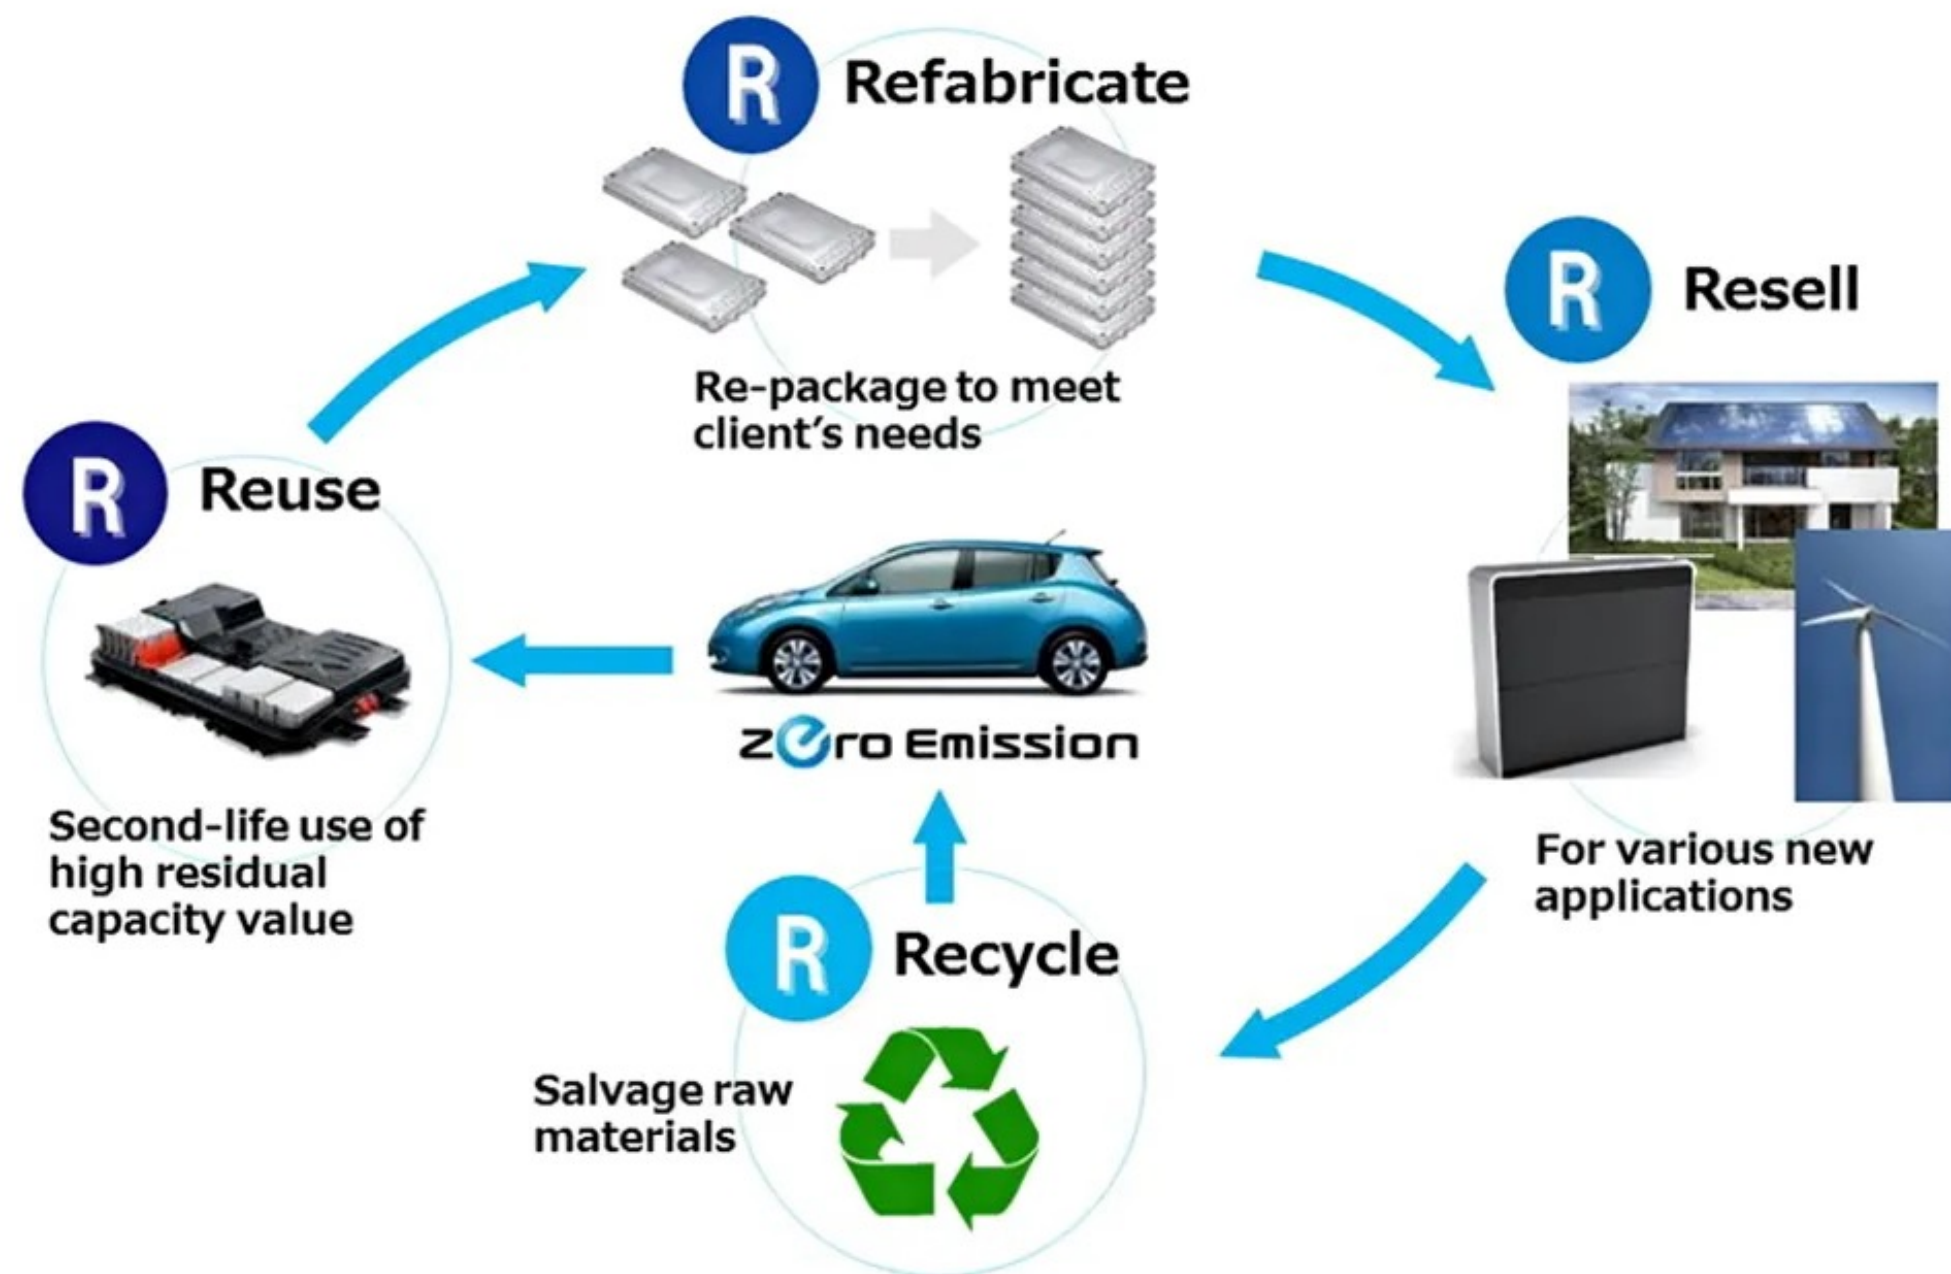 R Refabricate
Re-package to meet
client's needs
R Resell
For various new
applications
R Reuse
Second-life use of
high residual
capacity value
zero Emission
R Recycle
Salvage raw
materials